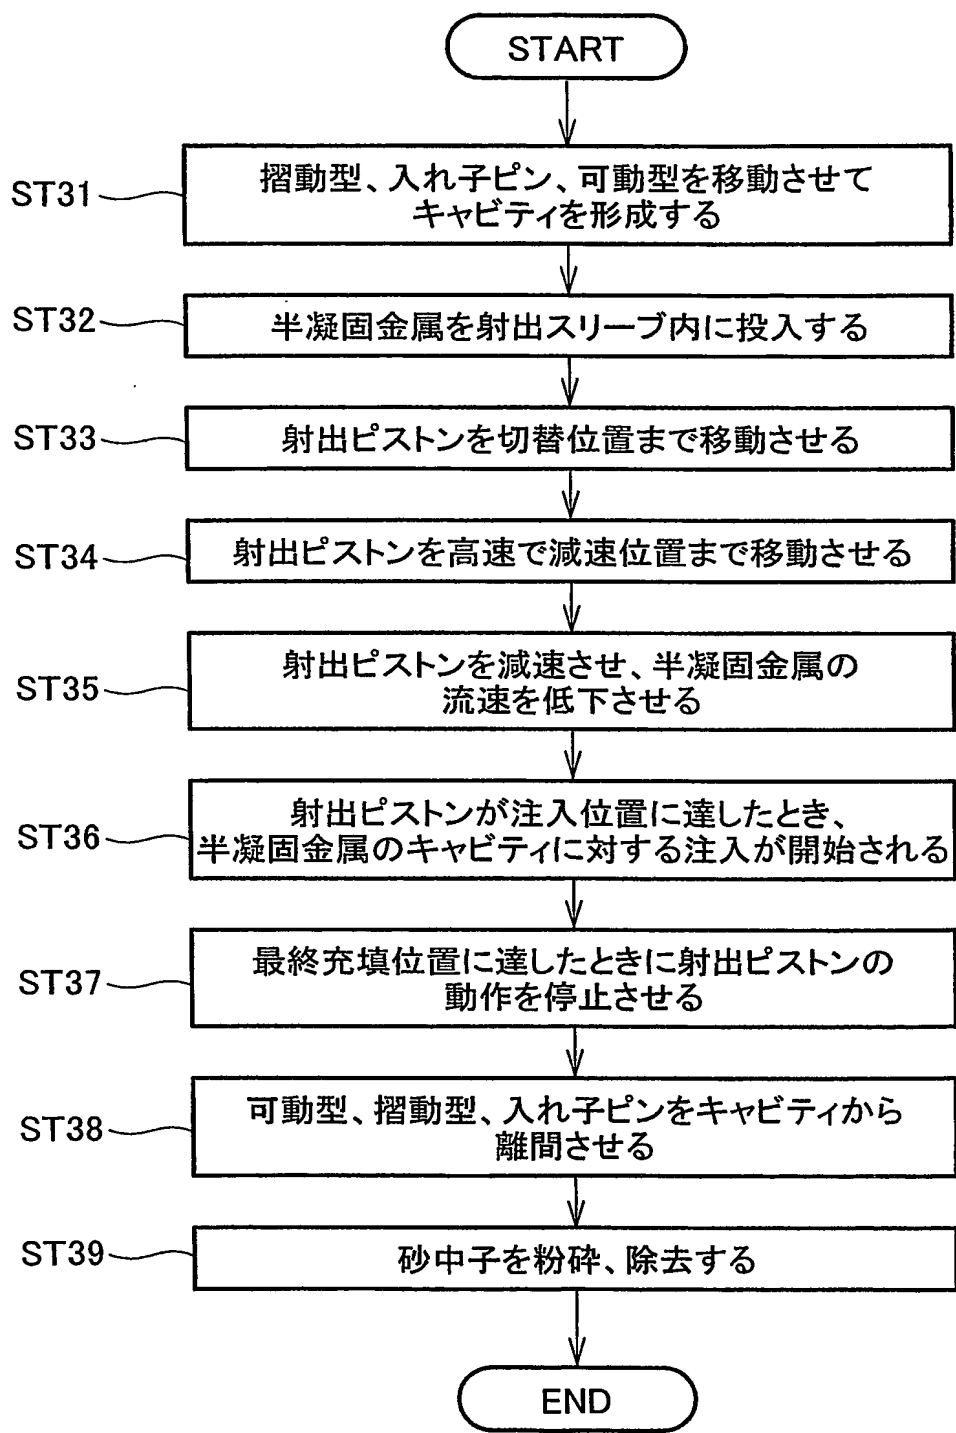 START
ST31
摺動型、入れ子ピン、可動型を移動させて
キャビティを形成する
ST32
半凝固金属を射出スリーブ内に投入する
ST33
射出ピストンを切替位置まで移動させる
ST34
射出ピストンを高速で減速位置まで移動させる
ST35
射出ピストンを減速させ、半凝固金属の
流速を低下させる
ST36
射出ピストンが注入位置に達したとき、
半凝固金属のキャビティに対する注入が開始される
ST37
最終充填位置に達したときに射出ピストンの
動作を停止させる
ST38
可動型、摺動型、入れ子ピンをキャビティから
離間させる
ST39
砂中子を粉砕、除去する
END